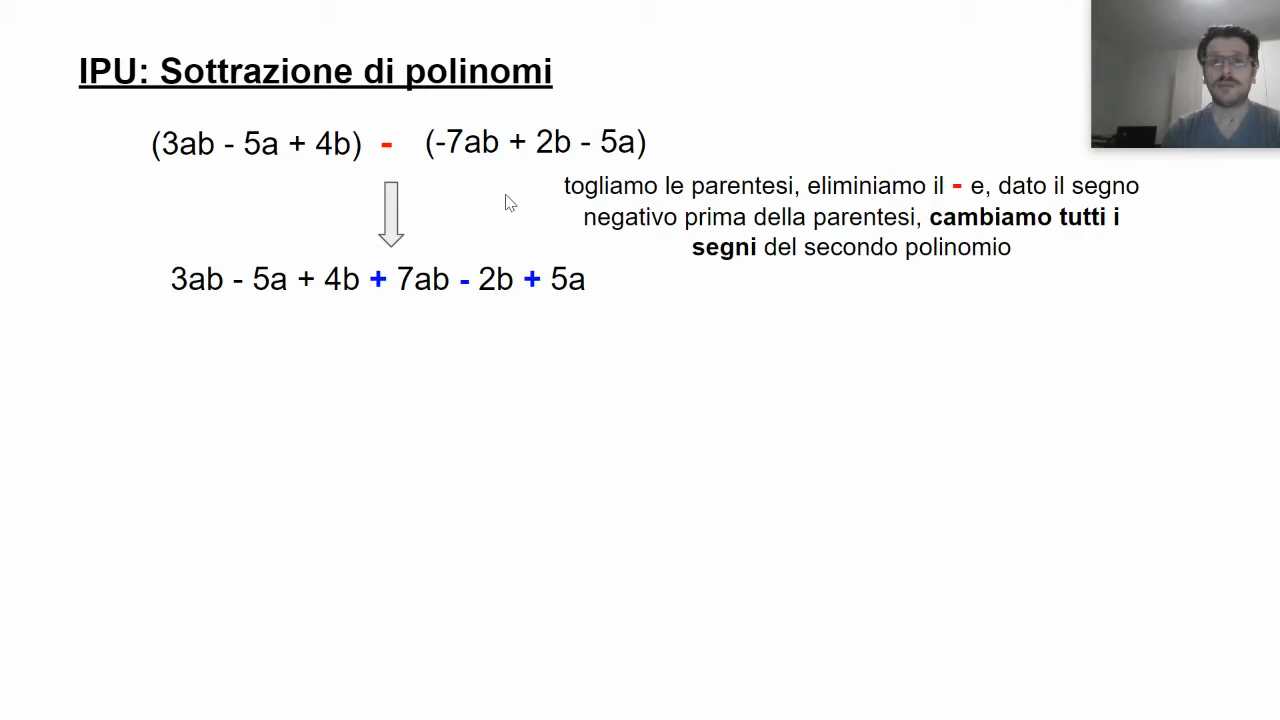 IPU: Sottrazione di polinomi
(3ab - 5a + 4b) - (-7ab + 2b - 5a)
togliamo le parentesi, eliminiamo il - e, dato il segno
negativo prima della parentesi, cambiamo tutti i
segni del secondo polinomio
3ab - 5a + 4b + 7ab - 2b + 5a